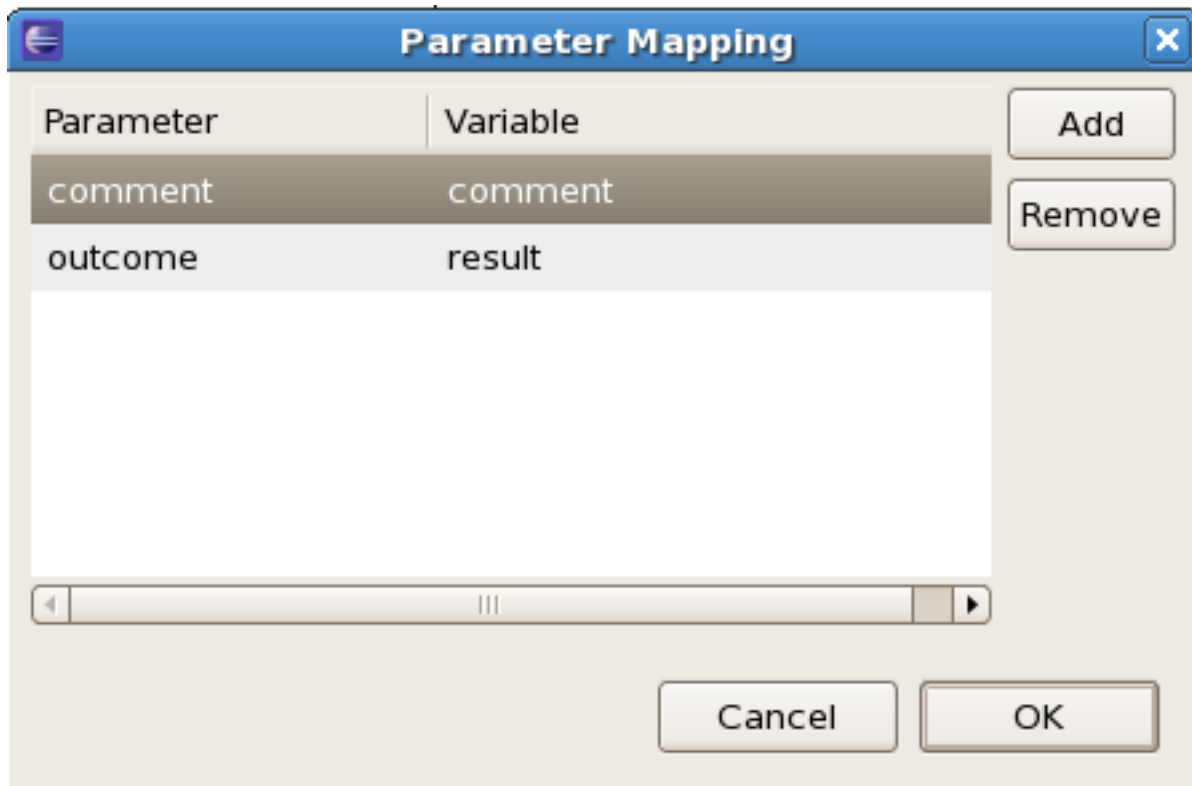 Parameter Mapping
Parameter Variable Add
comment comment
Remove
outcome result
Cancel OK